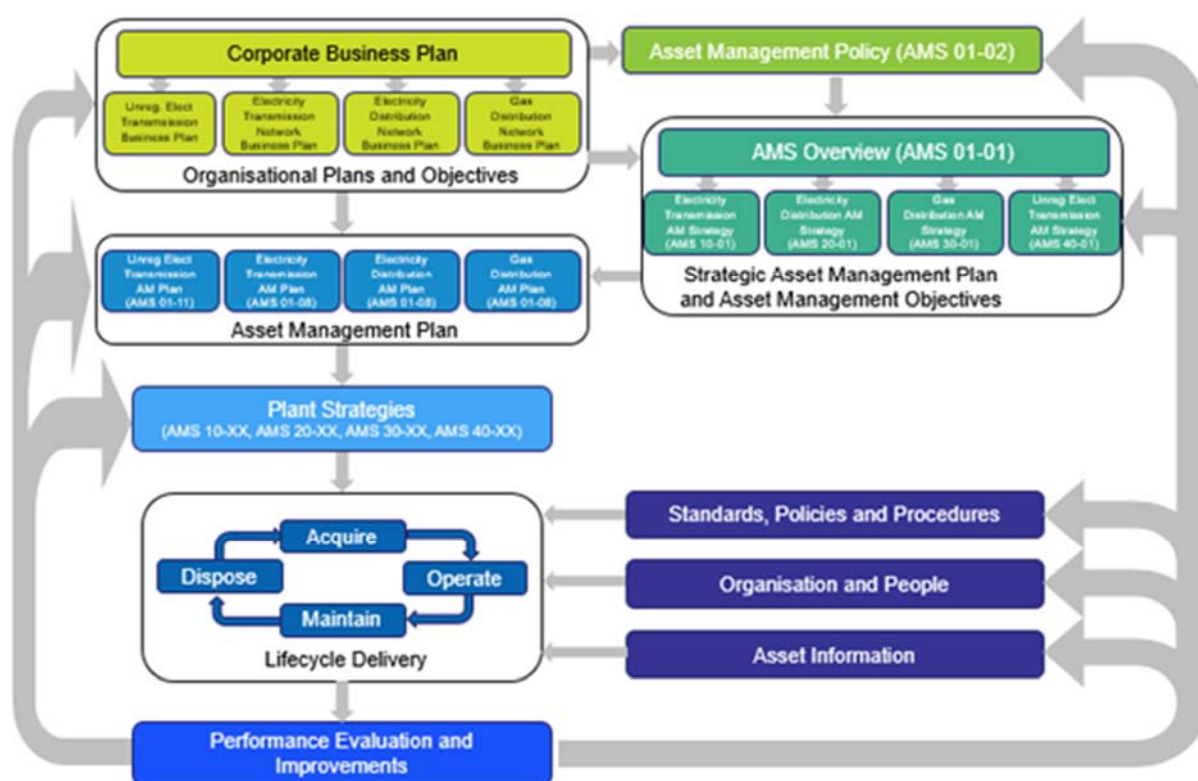 Corporate Business Plan
Unreg. Elect
Transmission
Business Plan
Electricity
Transmission
Network
Business Plan
Electricity
Distribution
Network
Business Plan
Gas
Distribution
Network
Business Plan
Organisational Plans and Objectives
Asset Management Policy (AMS 01-02)
AMS Overview (AMS 01-01)
Electricity
Transmission
AM Strategy
(AMS 10-01)
Electricity
Distribution AM
Strategy
(AMS 20-01)
Gas
Distribution AM
Strategy
(AMS 30-01)
Unreg Elect
Transmission
AM Strategy
(AMS 40-01)
Strategic Asset Management Plan
and Asset Management Objectives
Unreg Elect
Transmission
AM Plan
(AMS 01-11)
Electricity
Transmission
AM Plan
(AMS 01-08)
Electricity
Distribution
AM Plan
(AMS 01-08)
Gas
Distribution
AM Plan
(AMS 01-08)
Asset Management Plan
Plant Strategies
(AMS 10-XX, AMS 20-XX, AMS 30-XX, AMS 40-XX)
Acquire
Dispose
Operate
Maintain
Lifecycle Delivery
Standards, Policies and Procedures
Organisation and People
Asset Information
Performance Evaluation and
Improvements